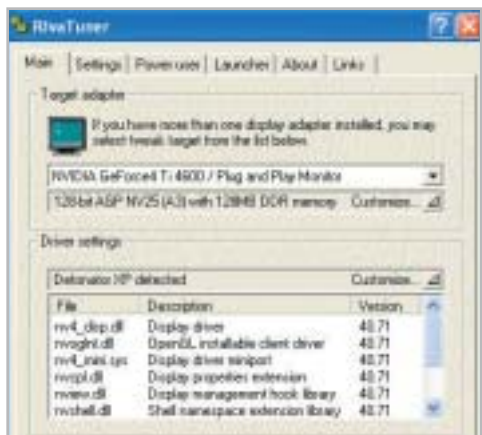 RivaTuner
Main Settings Power user Launcher About Links
Target adapter
If you have more than one display adapter installed, you may
select tweak target from the list below.
NVIDIA GeForce4 Ti 4600 / Plug and Play Monitor
128-bit AGP NV25 (A3) with 128MB DDR memory Customize...
Driver settings
Detonator XP detected Customize...
File Description Version
nv4_disp.dll Display driver 40.71
nvoglnt.dll OpenGL installable client driver 40.71
nv4_mini.sys Display driver miniport 40.71
nvcpl.dll Display properties extension 40.71
nview.dll Display management hook library 40.71
nvshell.dll Shell namespace extension library 40.71